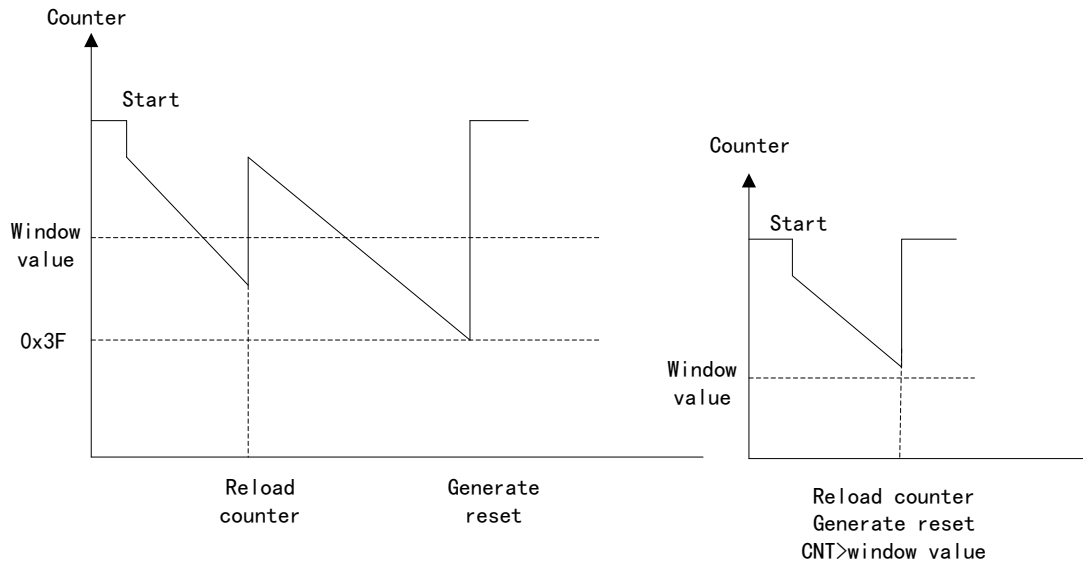 Counter
Start
Window
value
0x3F
Reload
counter
Generate
reset
Counter
Start
Window
value
Reload counter
Generate reset
CNT>window value